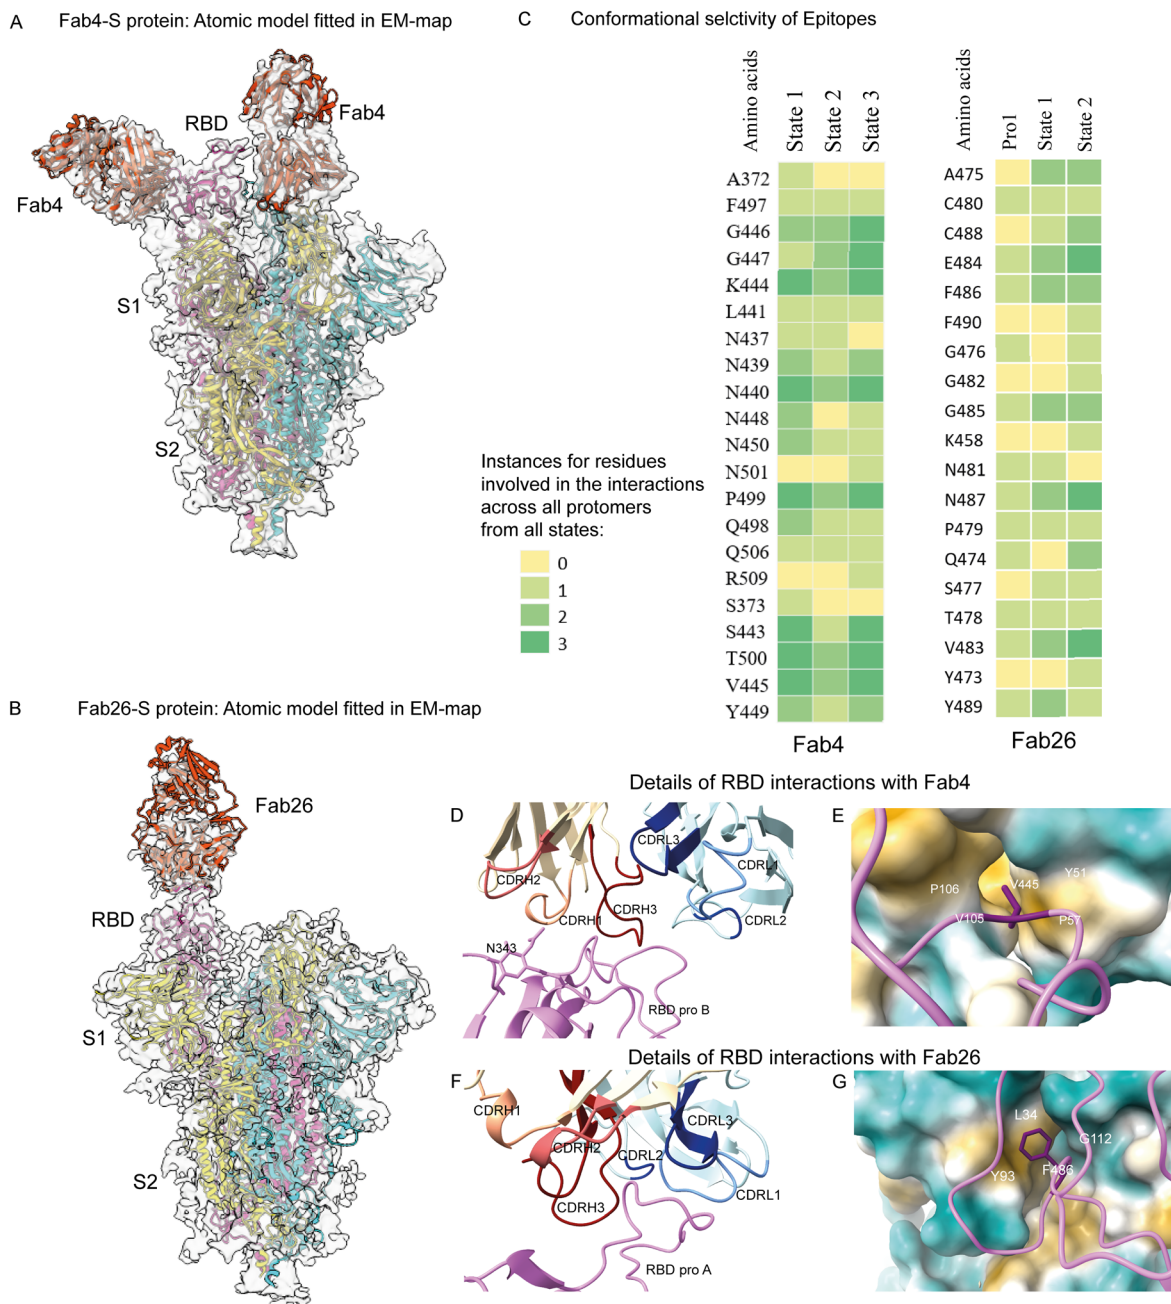 A Fab4-S protein: Atomic model fitted in EM-map
Fab4
RBD
Fab4
S1
S2
B Fab26-S protein: Atomic model fitted in EM-map
Fab26
RBD
S1
S2
C Conformational selctivity of Epitopes
Amino acids State 1 State 2 State 3
A372
F497
G446
G447
K444
L441
N437
N439
N440
N448
N450
N501
P499
Q498
Q506
R509
S373
S443
T500
V445
Y449
Fab4
Amino acids Pro1 State 1 State 2
A475
C480
C488
E484
F486
F490
G476
G482
G485
K458
N481
N487
P479
Q474
S477
T478
V483
Y473
Y489
Fab26
Instances for residues
involved in the interactions
across all protomers
from all states:
0
1
2
3
Details of RBD interactions with Fab4
D
CDRL3
CDRL1
CDRH2
CDRH1
CDRH3
CDRL2
N343
RBD pro B
E
P106
V445
Y51
V105
P57
Details of RBD interactions with Fab26
F
CDRH1
CDRH2
CDRL3
CDRL2
CDRL1
CDRH3
RBD pro A
G
L34
G112
Y93
F486